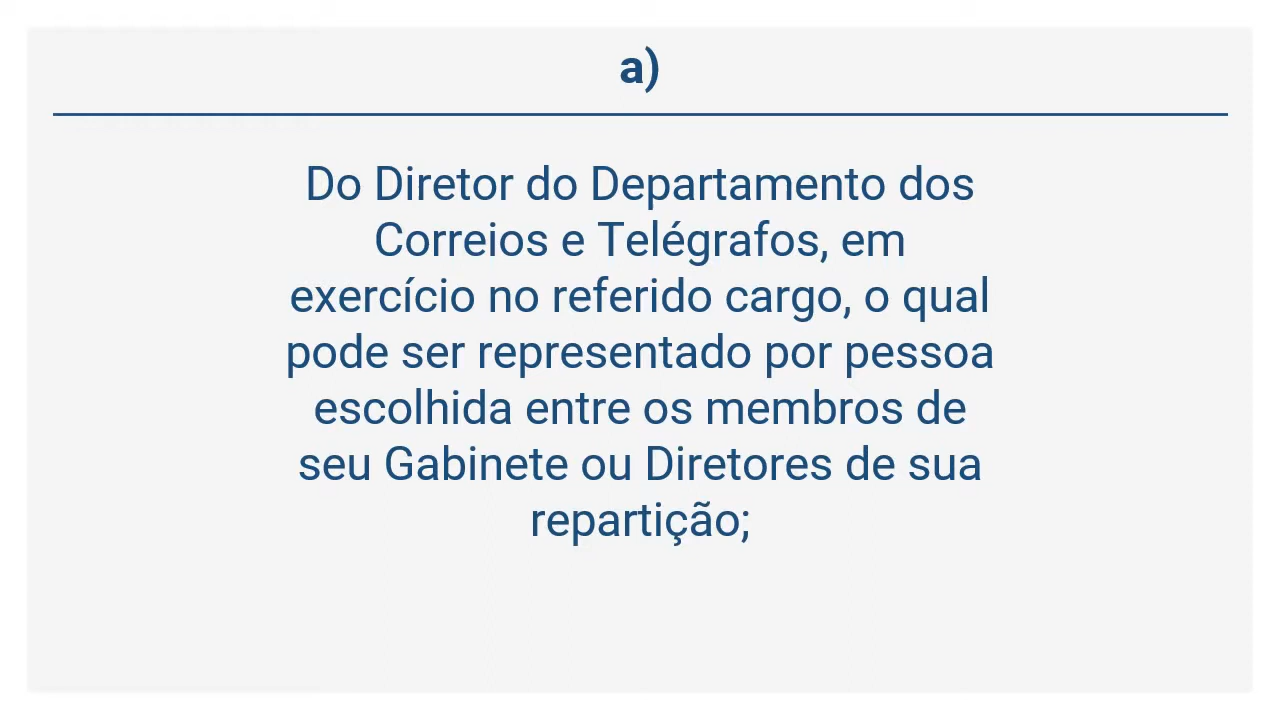 a)
Do Diretor do Departamento dos
Correios e Telégrafos, em
exercício no referido cargo, o qual
pode ser representado por pessoa
escolhida entre os membros de
seu Gabinete ou Diretores de sua
repartição;